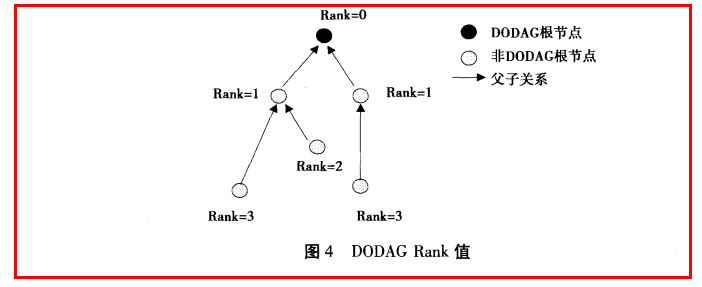 Rank=0
DODAG根节点
非DODAG根节点
父子关系
Rank=1
Rank=1
Rank=2
Rank=3
Rank=3
图4 DODAG Rank 值